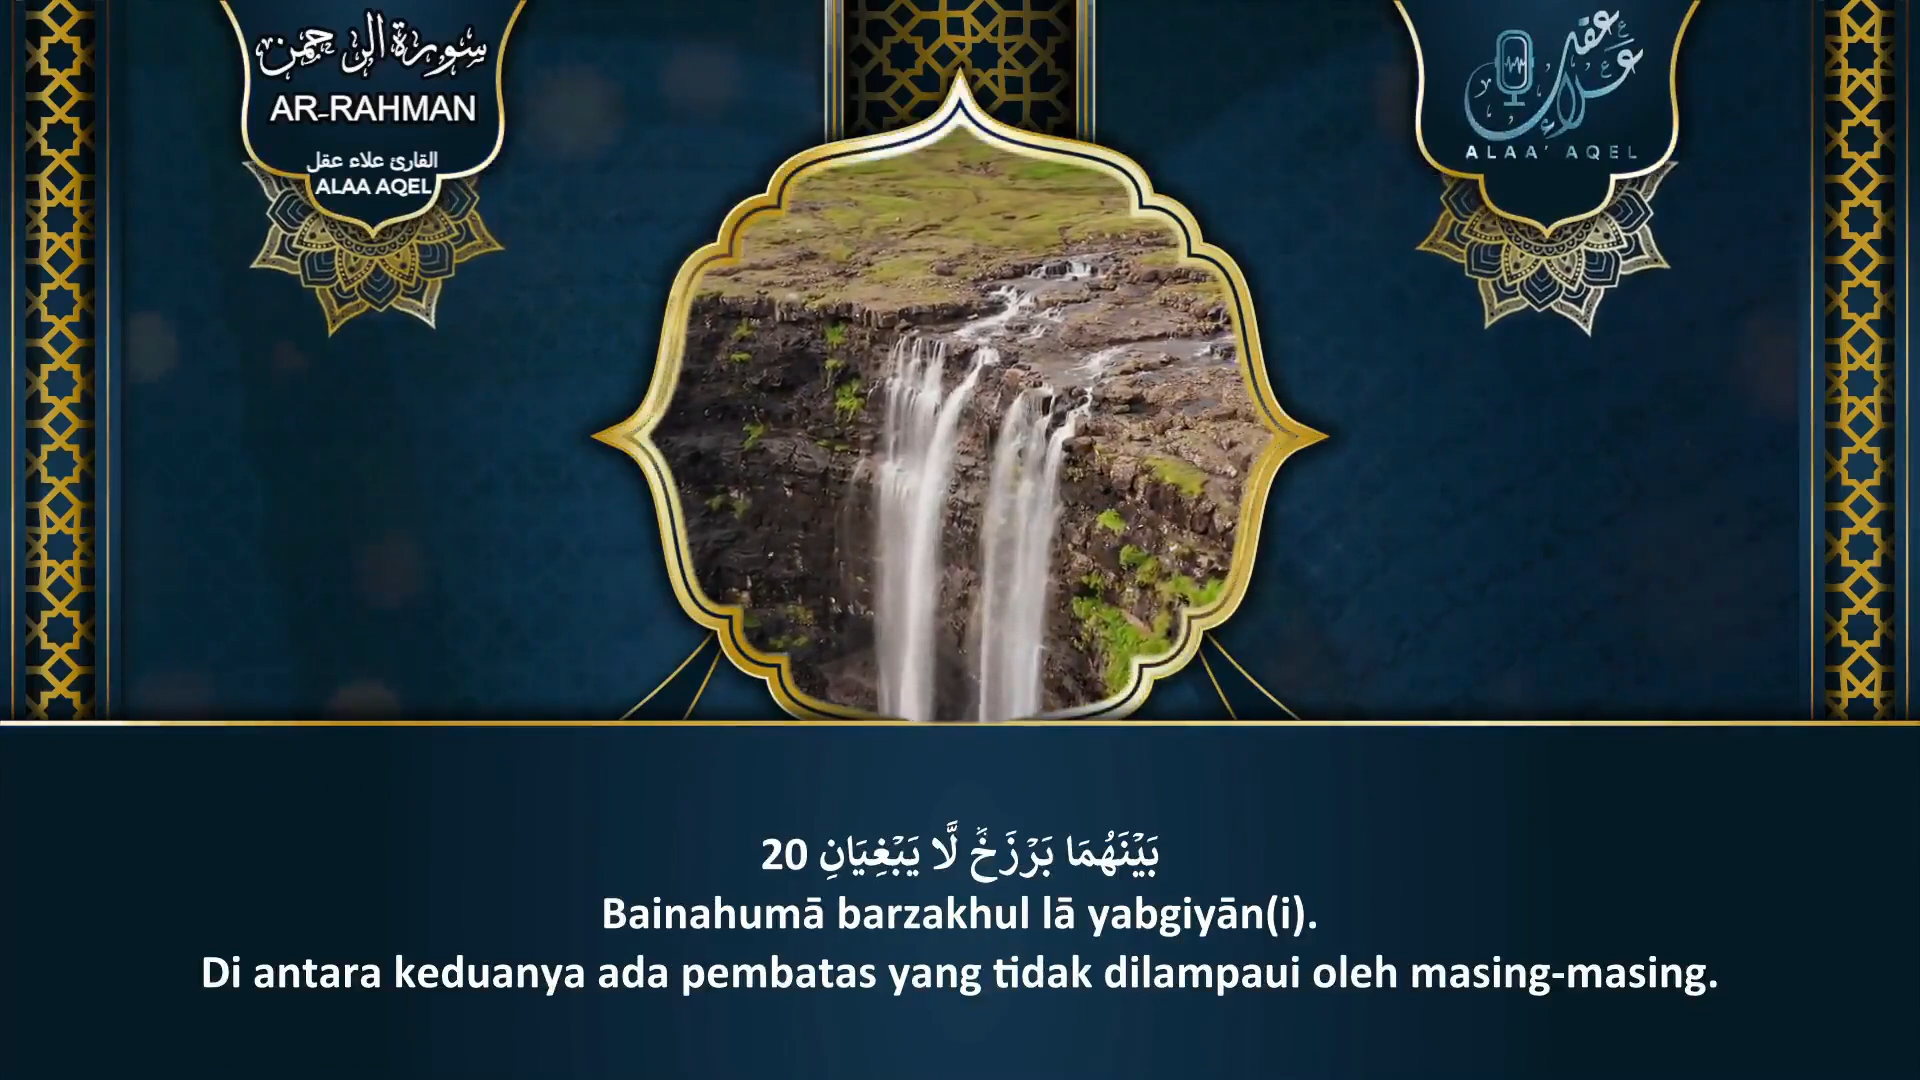 سورة الرحمن
AR-RAHMAN
القارئ علاء عقل
ALAA AQEL
علاء عقل
ALAA' AQEL
بَيْنَهُمَا بَرْزَخٌ لَّا يَبْغِيَانِ 20
Bainahumā barzakhul lā yabgiyān(i).
Di antara keduanya ada pembatas yang tidak dilampaui oleh masing-masing.